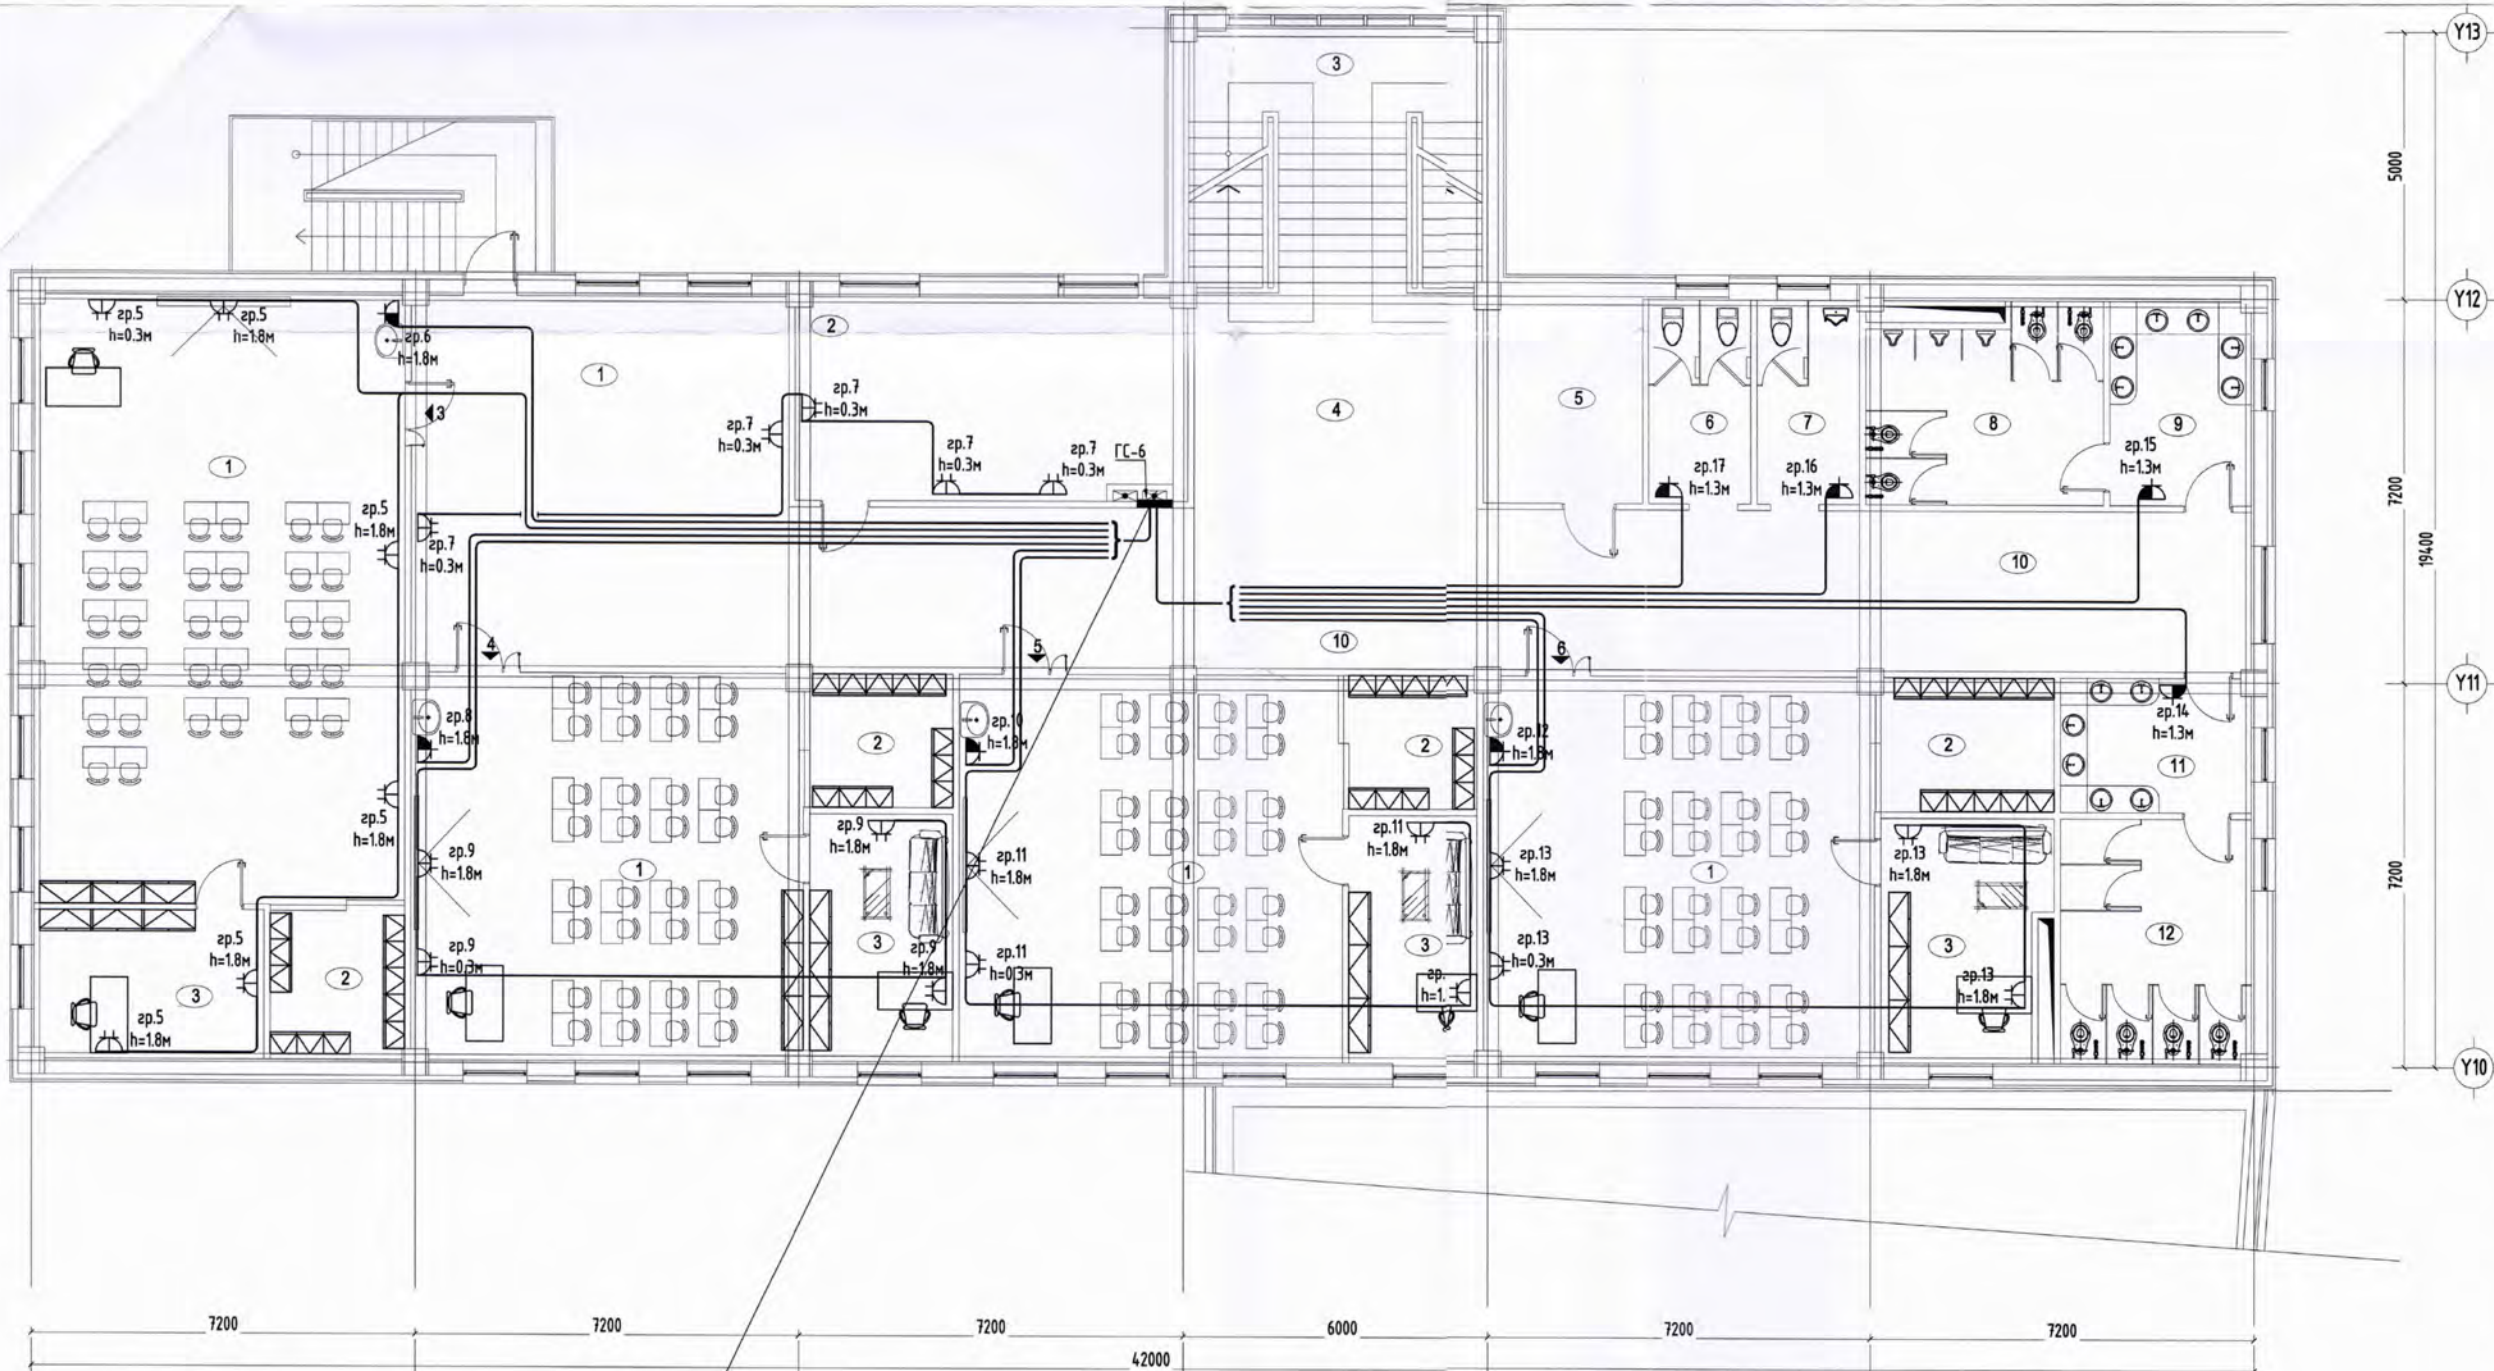 Y13
3
5000
Y12
гр.5
h=0.3м
гр.5
h=1.8м
гр.6
h=1.8м
2
1
гр.7
h=0.3м
3
гр.7
h=0.3м
4
5
6
7
8
9
гр.7
h=0.3м
гр.7
h=0.3м
ГС-6
гр.15
h=1.3м
гр.17
h=1.3м
гр.16
h=1.3м
1
7200
19400
гр.5
h=1.8м
гр.7
h=0.3м
10
4
5
10
6
Y11
гр.8
h=1.8м
2
гр.10
h=1.8м
2
гр.12
h=1.8м
2
гр.14
h=1.3м
11
гр.5
h=1.8м
гр.9
h=1.8м
гр.9
h=1.8м
1
гр.11
h=1.8м
1
гр.11
h=1.8м
гр.13
h=1.8м
1
гр.13
h=1.8м
7200
12
гр.5
h=1.8м
2
3
гр.9
h=0.3м
3
гр.9
h=1.8м
гр.11
h=0.3м
3
гр.
h=1.
гр.13
h=0.3м
3
гр.13
h=1.8м
гр.5
h=1.8м
Y10
7200
7200
7200
6000
7200
7200
42000